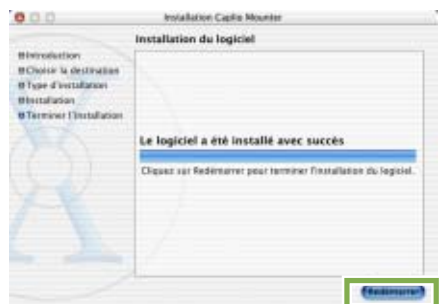 Installation Caplio Mounter
Installation du logiciel
Introduction
Choisir la destination
Type d'installation
Installation
Terminer l'installation
Le logiciel a été installé avec succès
Cliquez sur Redémarrer pour terminer l'installation du logiciel.
Redémarrer